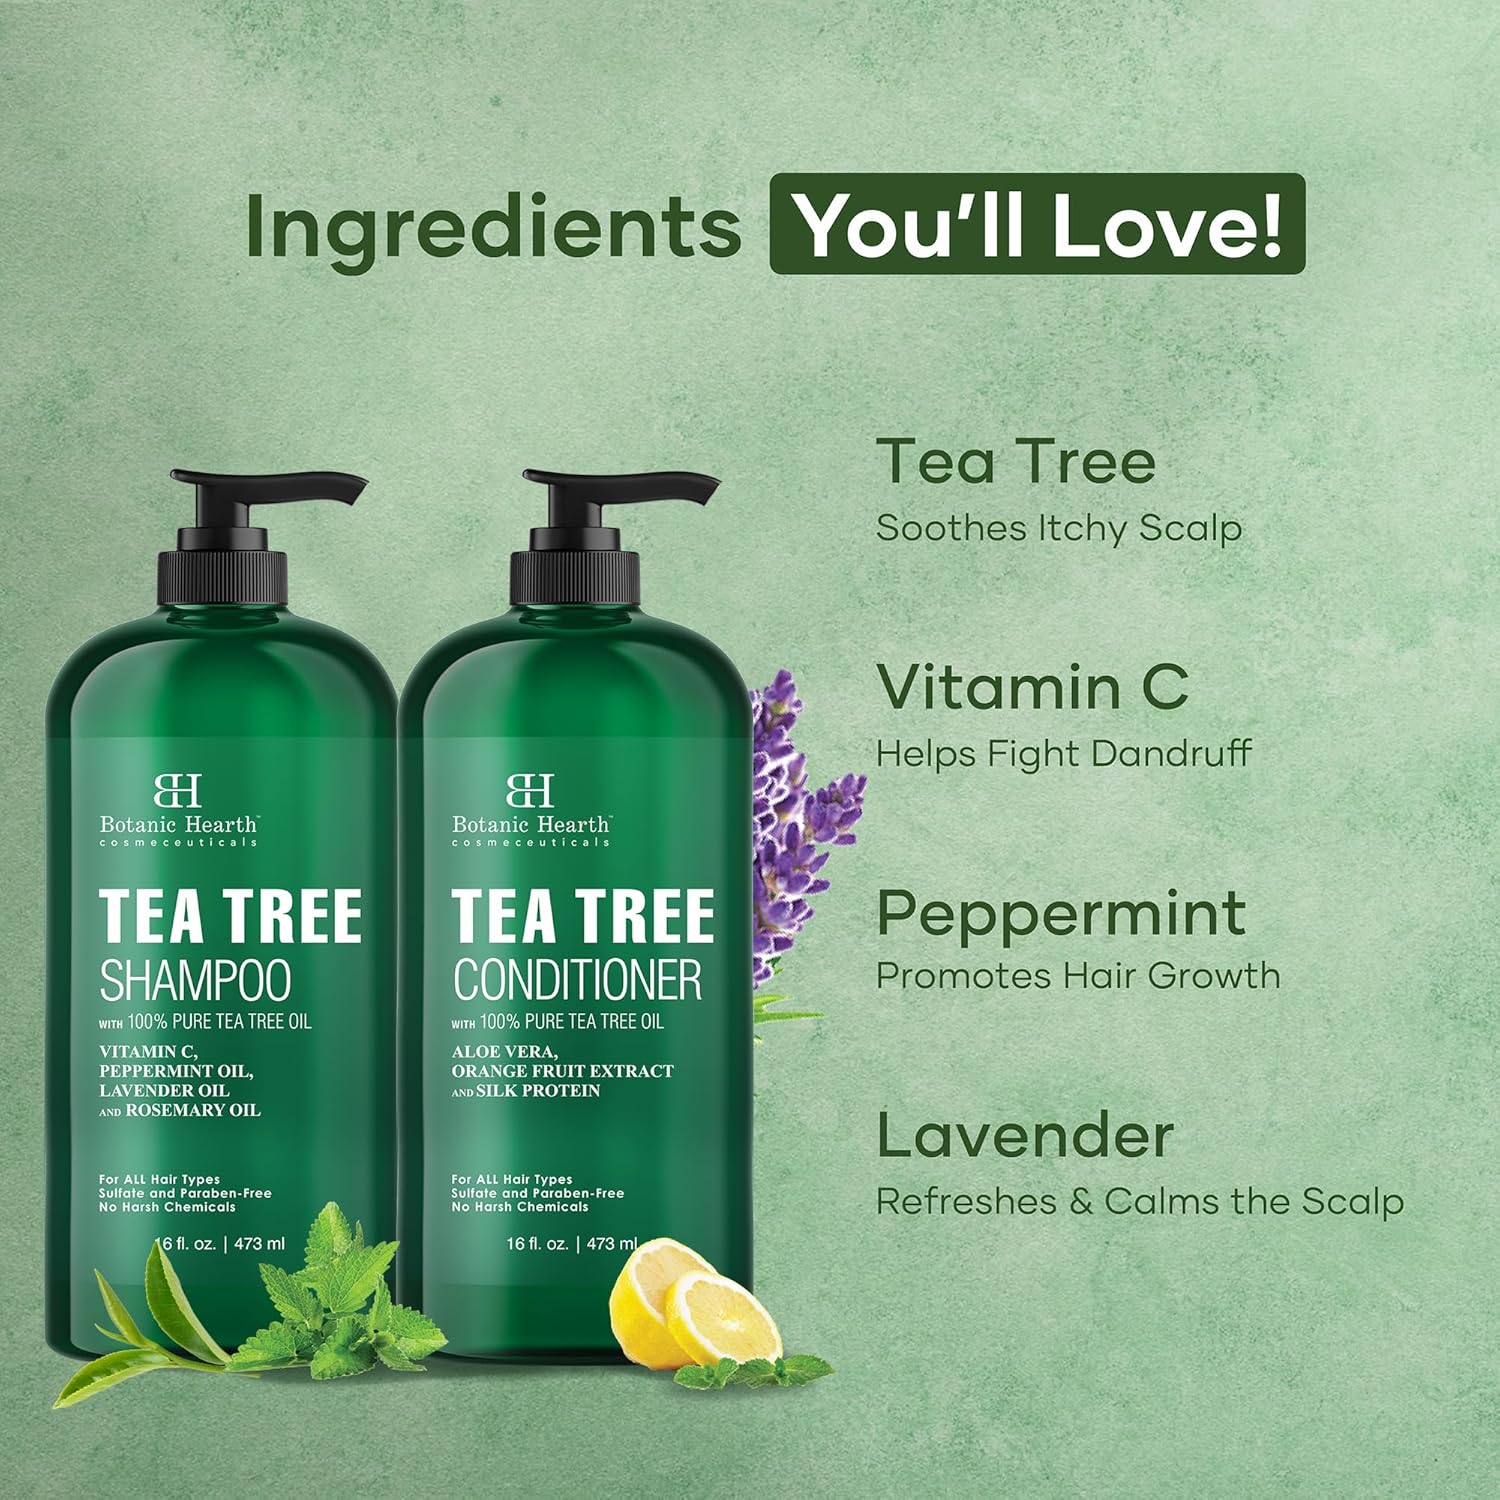 Ingredients You'll Love!
Tea Tree
Soothes Itchy Scalp
Vitamin C
Helps Fight Dandruff
Peppermint
Promotes Hair Growth
Lavender
Refreshes & Calms the Scalp
BH
Botanic Hearth™
cosmeceuticals
TEA TREE
SHAMPOO
WITH 100% PURE TEA TREE OIL
VITAMIN C,
PEPPERMINT OIL,
LAVENDER OIL
AND ROSEMARY OIL
For ALL Hair Types
Sulfate and Paraben-Free
No Harsh Chemicals
16 fl. oz. | 473 ml
BH
Botanic Hearth™
cosmeceuticals
TEA TREE
CONDITIONER
WITH 100% PURE TEA TREE OIL
ALOE VERA,
ORANGE FRUIT EXTRACT
AND SILK PROTEIN
For ALL Hair Types
Sulfate and Paraben-Free
No Harsh Chemicals
16 fl. oz. | 473 ml